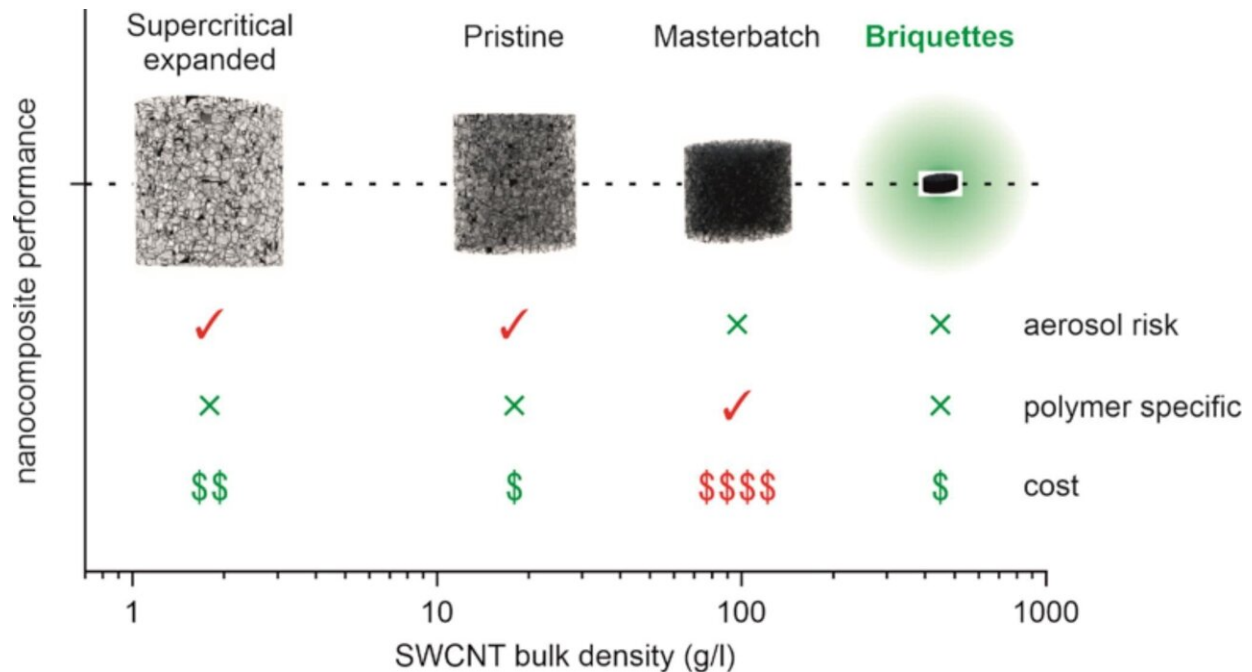 Supercritical
expanded
Pristine
Masterbatch
Briquettes
nanocomposite performance
✓ ✓ × × aerosol risk
× × ✓ × polymer specific
$$ $ $$$$ $ cost
1 10 100 1000
SWCNT bulk density (g/l)